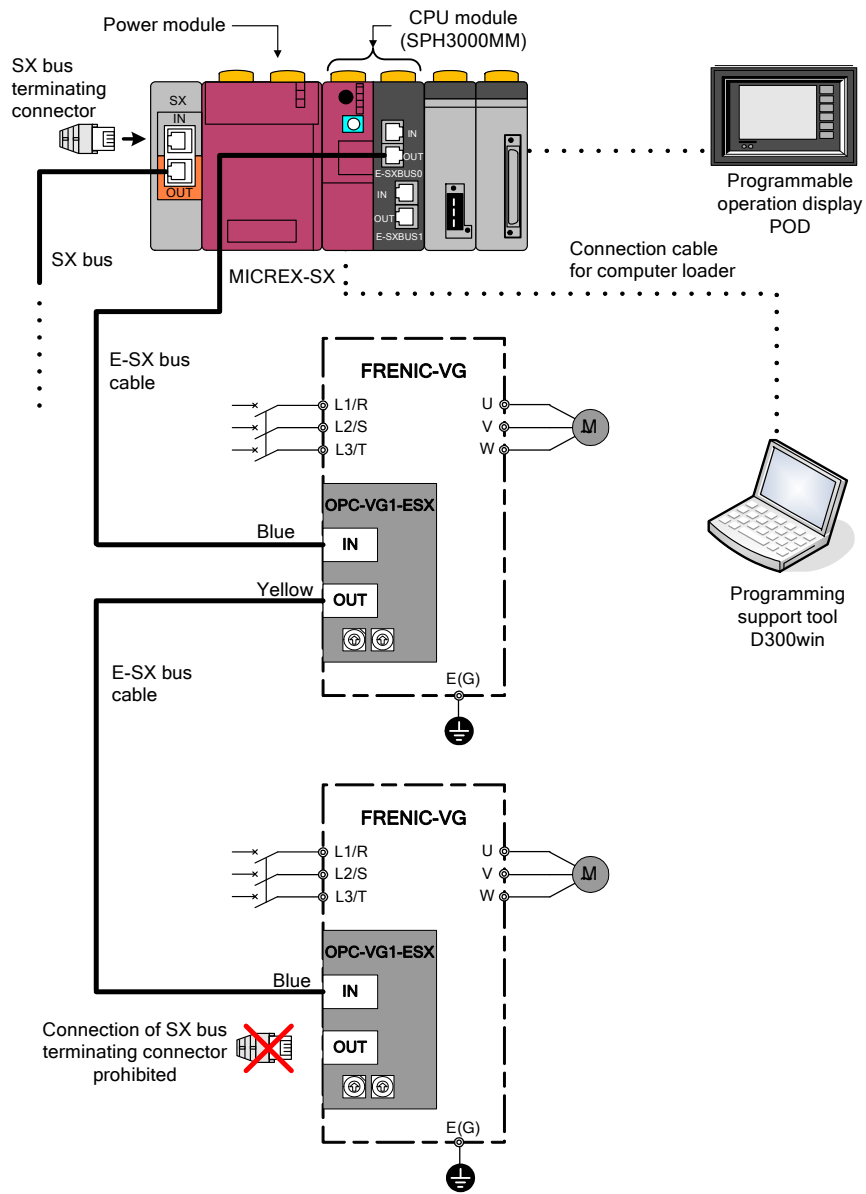 Power module
CPU module
(SPH3000MM)
SX bus
terminating
connector
SX
IN
OUT
IN
OUT
E-SXBUS0
IN
OUT
E-SXBUS1
Programmable
operation display
POD
SX bus
MICREX-SX
Connection cable
for computer loader
E-SX bus
cable
FRENIC-VG
L1/R
L2/S
L3/T
U
V
W
M
OPC-VG1-ESX
Blue
IN
Yellow
OUT
E(G)
Programming
support tool
D300win
E-SX bus
cable
FRENIC-VG
L1/R
L2/S
L3/T
U
V
W
M
OPC-VG1-ESX
Blue
IN
Connection of SX bus
terminating connector
prohibited
OUT
E(G)